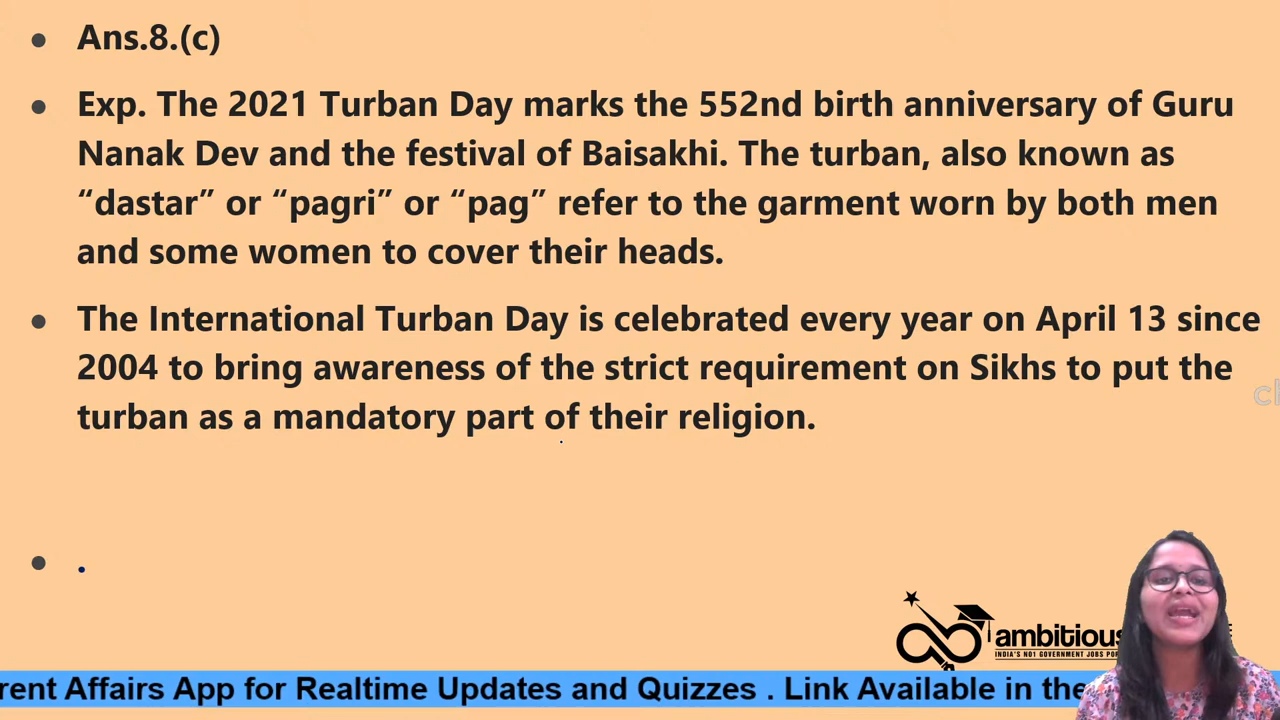 Ans.8.(c)
Exp. The 2021 Turban Day marks the 552nd birth anniversary of Guru
Nanak Dev and the festival of Baisakhi. The turban, also known as
“dastar” or “pagri” or “pag” refer to the garment worn by both men
and some women to cover their heads.
The International Turban Day is celebrated every year on April 13 since
2004 to bring awareness of the strict requirement on Sikhs to put the
turban as a mandatory part of their religion.
.
ambitious
INDIA'S NO1 GOVERNMENT JOBS
Affairs App for Realtime Updates and Quizzes . Link Available in the